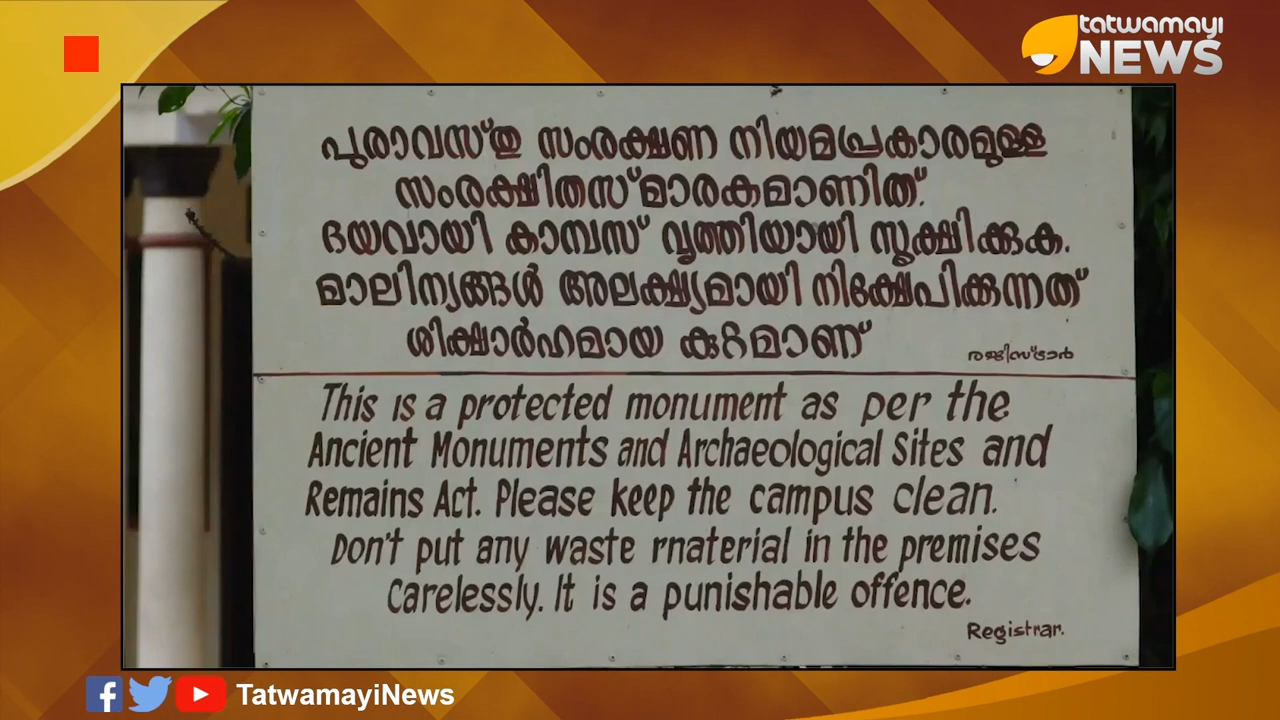 tatwamayi
NEWS
പുരാവസ്തു സംരക്ഷണ നിയമപ്രകാരമുള്ള
സംരക്ഷിതസ്മാരകമാണിത്.
ദയവായി കാമ്പസ് വൃത്തിയായി സൂക്ഷിക്കുക.
മാലിന്യങ്ങൾ അലക്ഷ്യമായി നിക്ഷേപിക്കുന്നത്
ശിക്ഷാർഹമായ കുറ്റമാണ്
രജിസ്ട്രാർ
This is a protected monument as per the
Ancient Monuments and Archaeological Sites and
Remains Act. Please keep the campus clean.
Don't put any waste rnaterial in the premises
Carelessly. It is a punishable offence.
Registrar.
TatwamayiNews